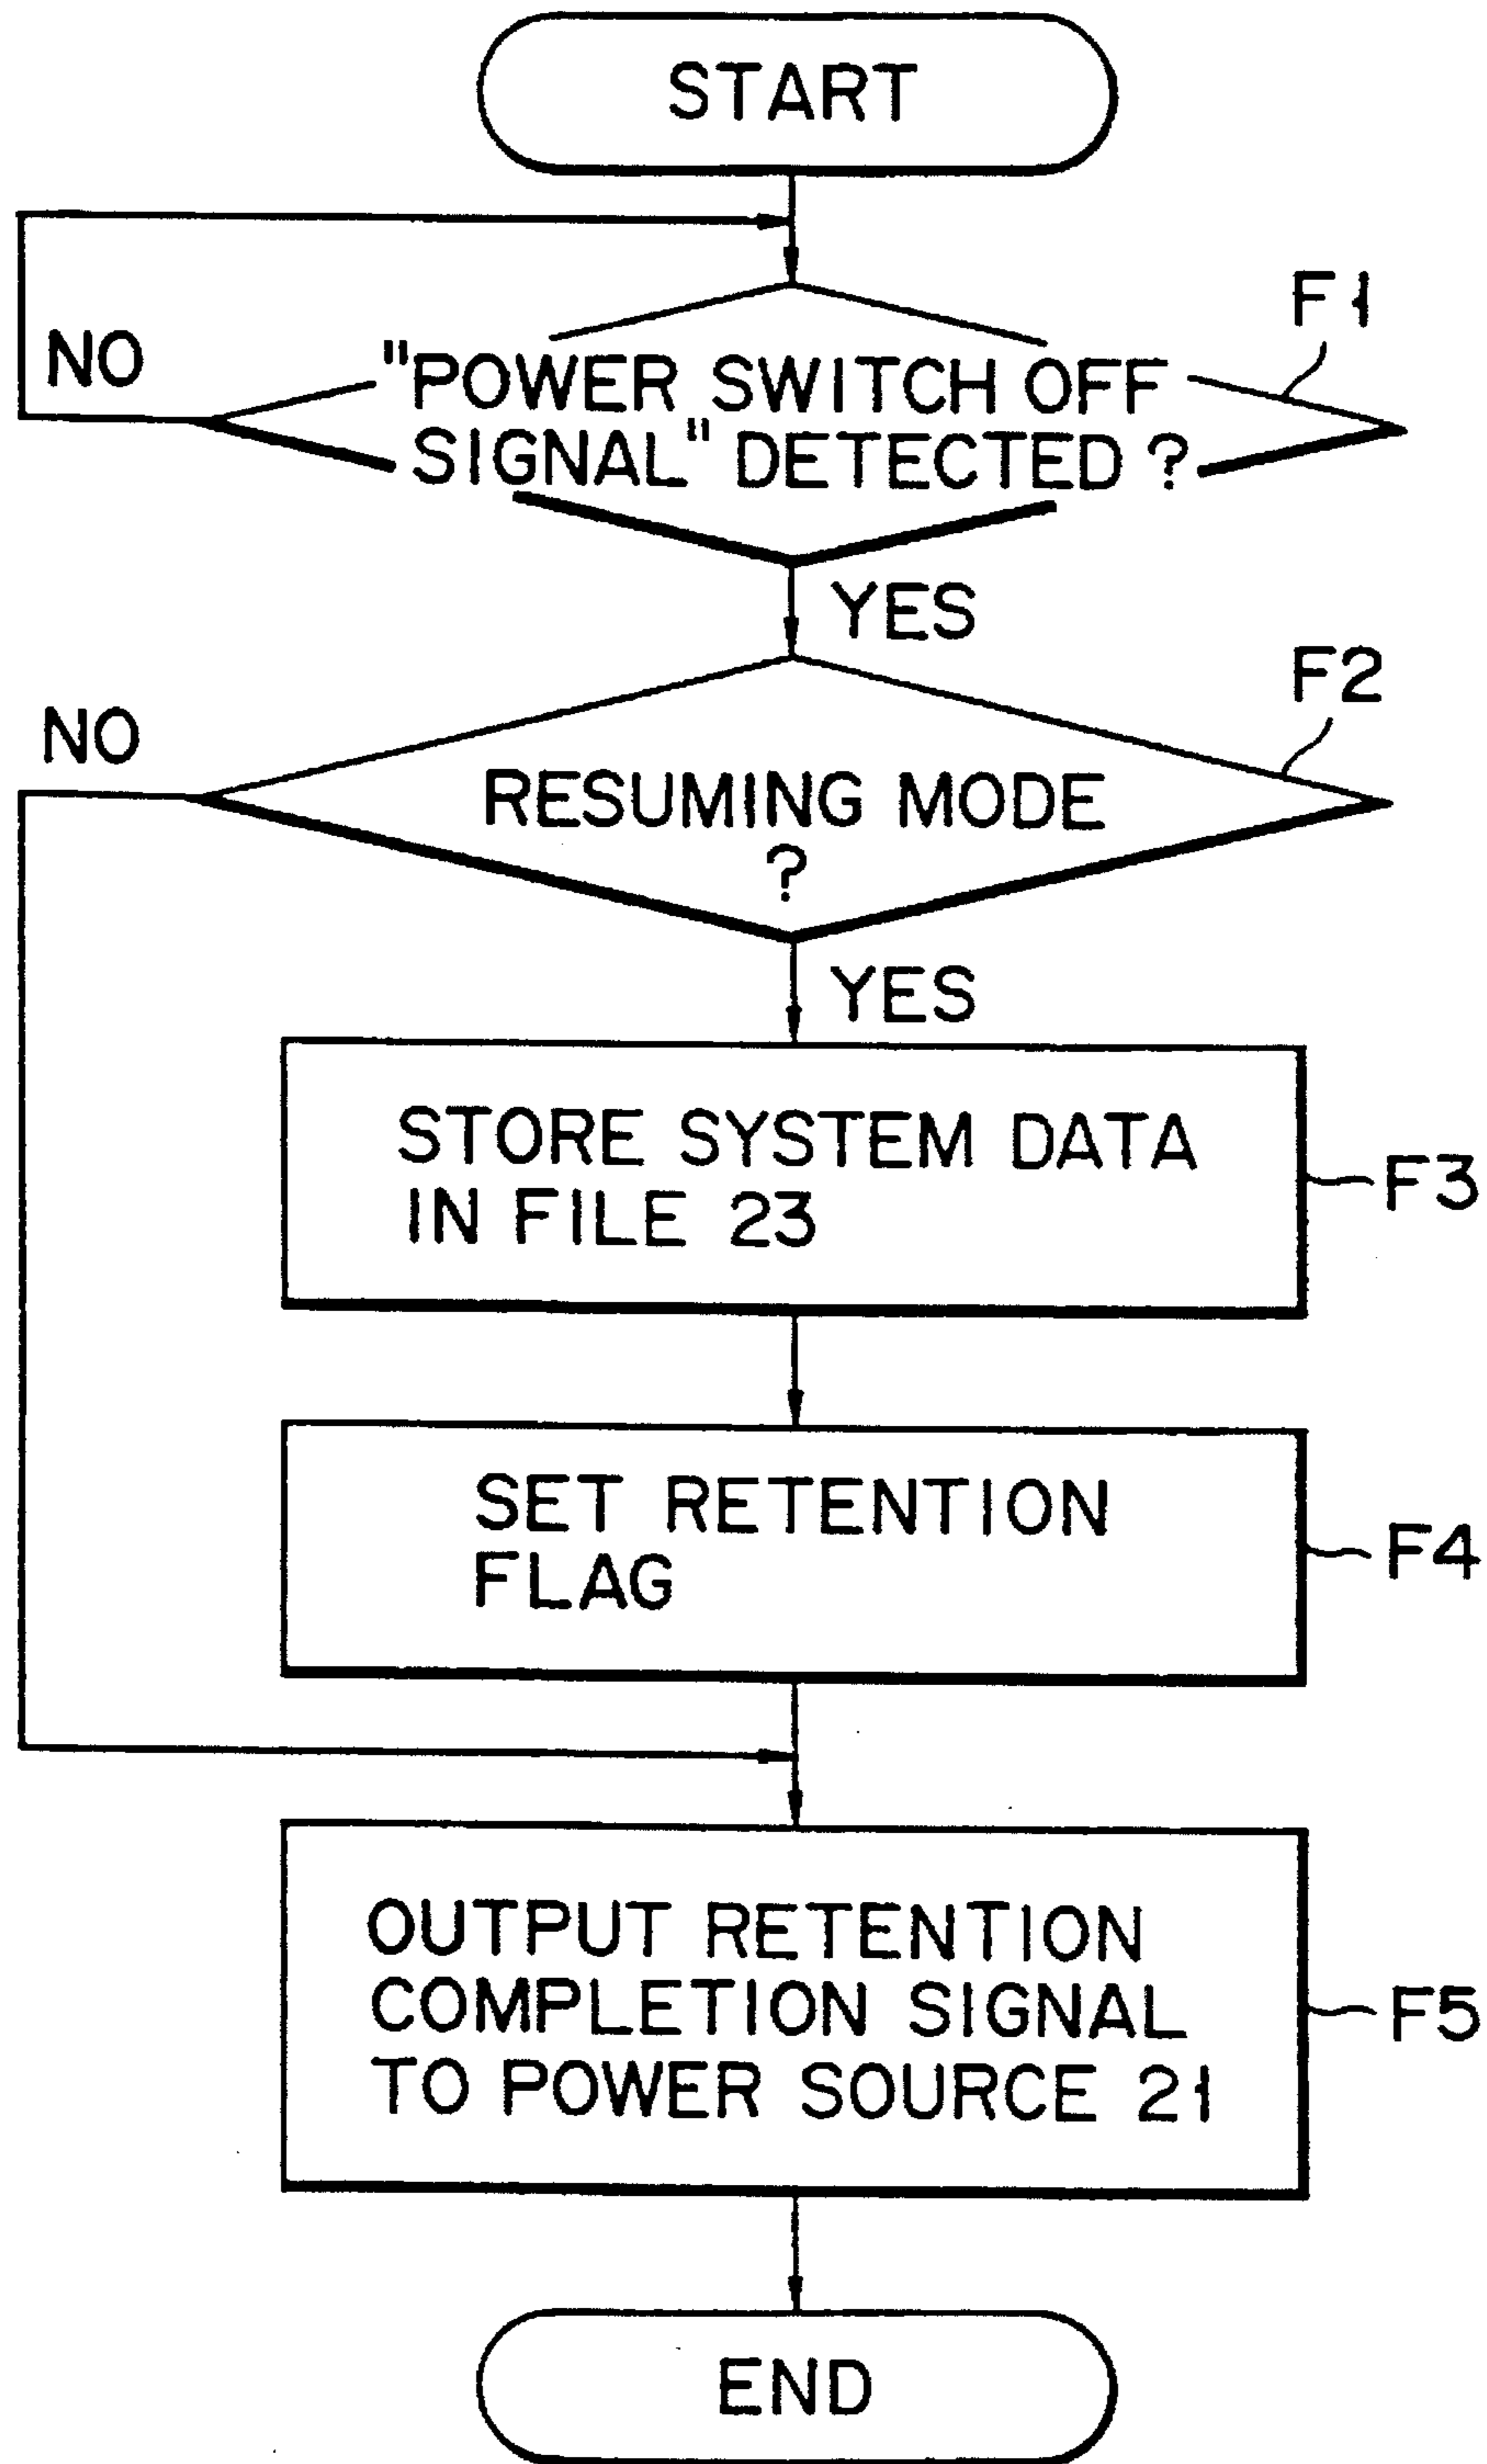 START
F1
NO
"POWER SWITCH OFF
SIGNAL" DETECTED ?
YES
F2
NO
RESUMING MODE
?
YES
STORE SYSTEM DATA
IN FILE 23
F3
SET RETENTION
FLAG
F4
OUTPUT RETENTION
COMPLETION SIGNAL
TO POWER SOURCE 21
F5
END